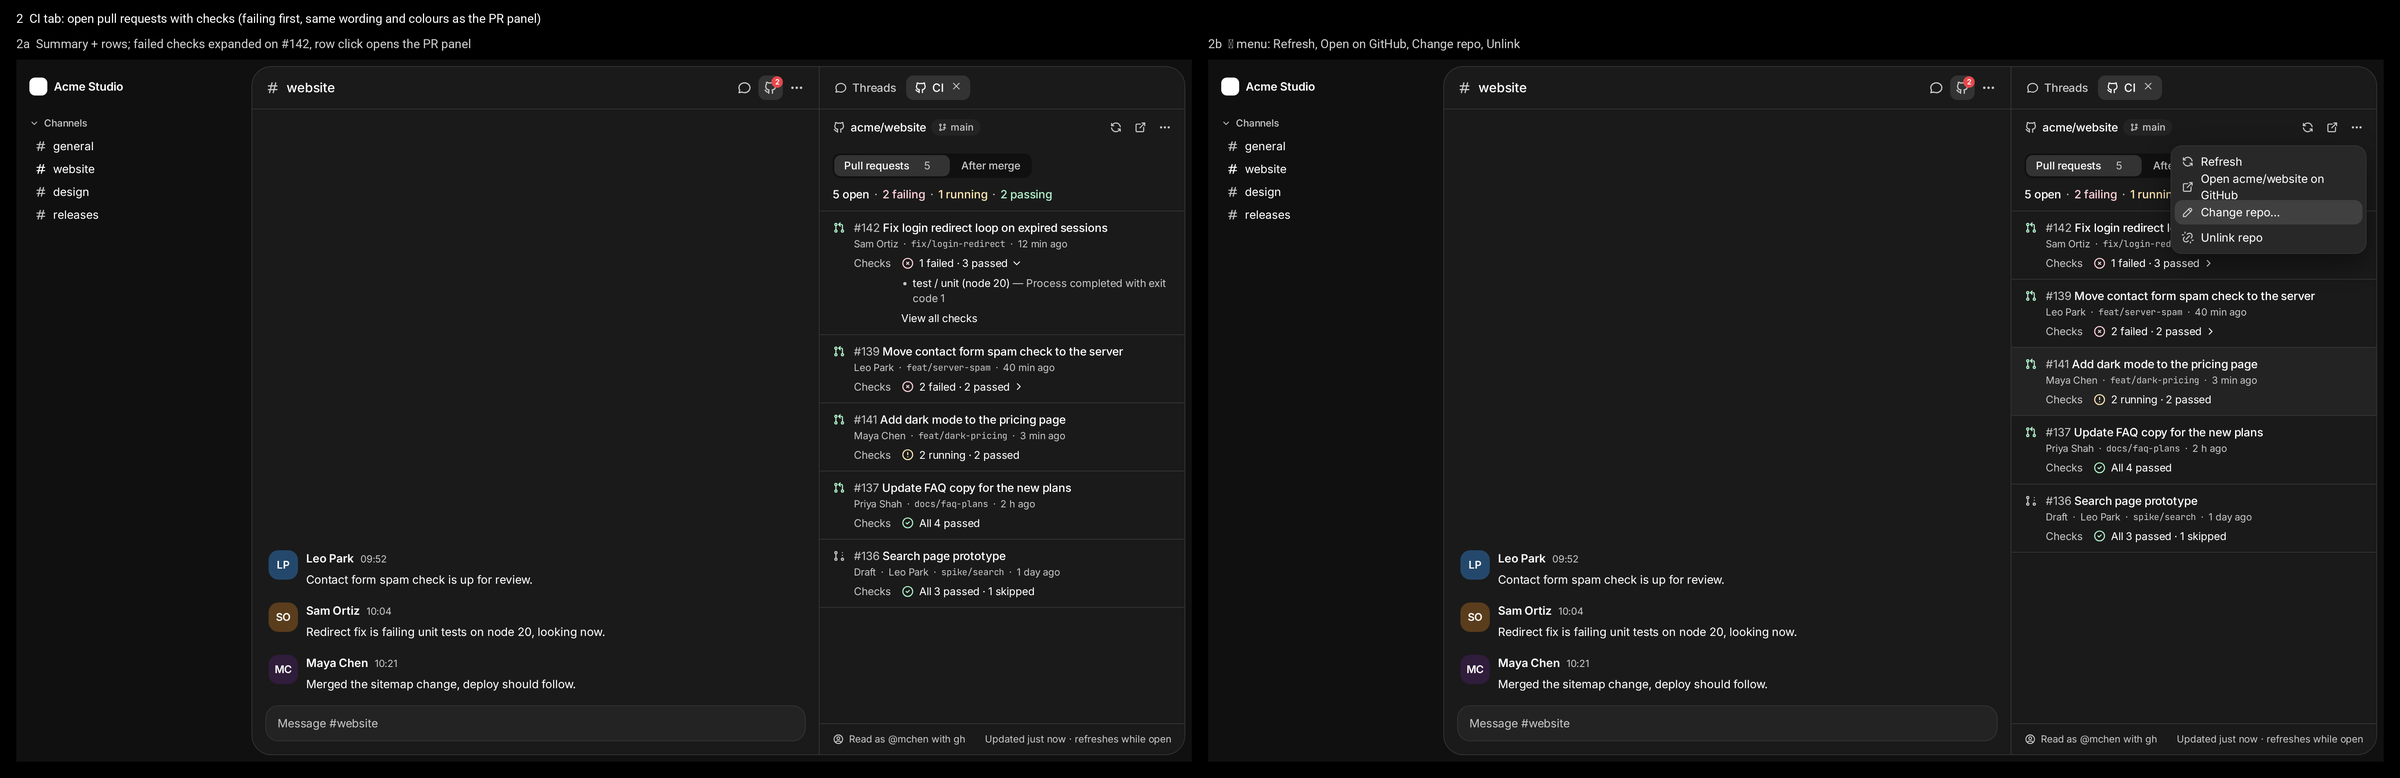 2 CI tab: open pull requests with checks (failing first, same wording and colours as the PR panel)
2a Summary + rows; failed checks expanded on #142, row click opens the PR panel
Acme Studio
Channels
# general
# website
# design
# releases
# website
2
Threads
CI
acme/website
main
Pull requests 5
After merge
5 open · 2 failing · 1 running · 2 passing
#142 Fix login redirect loop on expired sessions
Sam Ortiz · fix/login-redirect · 12 min ago
Checks 1 failed · 3 passed
• test / unit (node 20) — Process completed with exit
code 1
View all checks
#139 Move contact form spam check to the server
Leo Park · feat/server-spam · 40 min ago
Checks 2 failed · 2 passed
#141 Add dark mode to the pricing page
Maya Chen · feat/dark-pricing · 3 min ago
Checks 2 running · 2 passed
#137 Update FAQ copy for the new plans
Priya Shah · docs/faq-plans · 2 h ago
Checks All 4 passed
#136 Search page prototype
Draft · Leo Park · spike/search · 1 day ago
Checks All 3 passed · 1 skipped
LP
Leo Park 09:52
Contact form spam check is up for review.
SO
Sam Ortiz 10:04
Redirect fix is failing unit tests on node 20, looking now.
MC
Maya Chen 10:21
Merged the sitemap change, deploy should follow.
Message #website
Read as @mchen with gh
Updated just now · refreshes while open
2b menu: Refresh, Open on GitHub, Change repo, Unlink
Acme Studio
Channels
# general
# website
# design
# releases
# website
2
Threads
CI
acme/website
main
Pull requests 5
Afte
5 open · 2 failing · 1 runnin
Refresh
Open acme/website on
GitHub
Change repo...
Unlink repo
#142 Fix login redirect l
Sam Ortiz · fix/login-red
Checks 1 failed · 3 passed
#139 Move contact form spam check to the server
Leo Park · feat/server-spam · 40 min ago
Checks 2 failed · 2 passed
#141 Add dark mode to the pricing page
Maya Chen · feat/dark-pricing · 3 min ago
Checks 2 running · 2 passed
#137 Update FAQ copy for the new plans
Priya Shah · docs/faq-plans · 2 h ago
Checks All 4 passed
#136 Search page prototype
Draft · Leo Park · spike/search · 1 day ago
Checks All 3 passed · 1 skipped
LP
Leo Park 09:52
Contact form spam check is up for review.
SO
Sam Ortiz 10:04
Redirect fix is failing unit tests on node 20, looking now.
MC
Maya Chen 10:21
Merged the sitemap change, deploy should follow.
Message #website
Read as @mchen with gh
Updated just now · refreshes while open